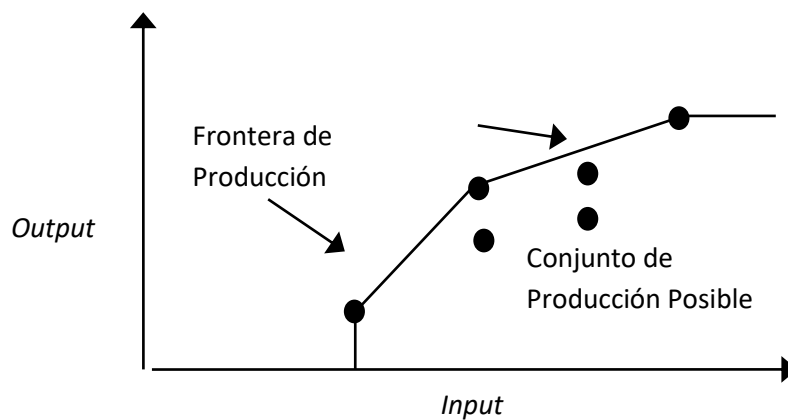 Frontera de
Producción
Output
Conjunto de
Producción Posible
Input